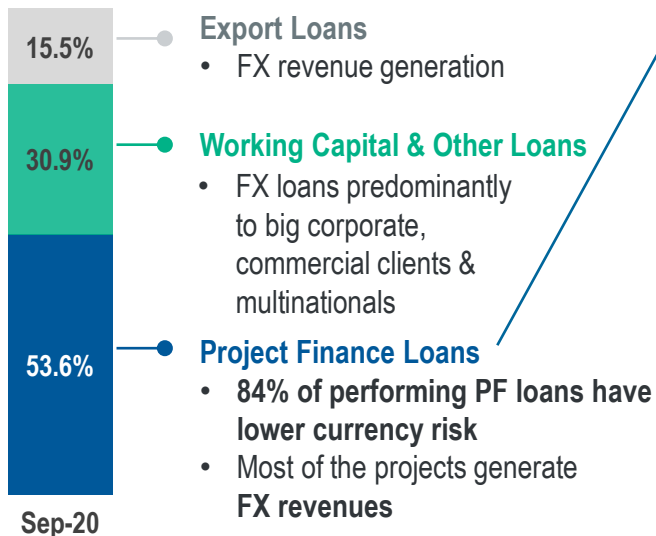 15.5%
Export Loans
• FX revenue generation
30.9%
Working Capital & Other Loans
• FX loans predominantly
to big corporate,
commercial clients &
multinationals
53.6%
Project Finance Loans
• 84% of performing PF loans have
lower currency risk
• Most of the projects generate
FX revenues
Sep-20